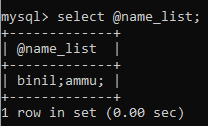 mysql> select @name_list;
+-------------+
| @name_list  |
+-------------+
| binil;ammu; |
+-------------+
1 row in set (0.00 sec)